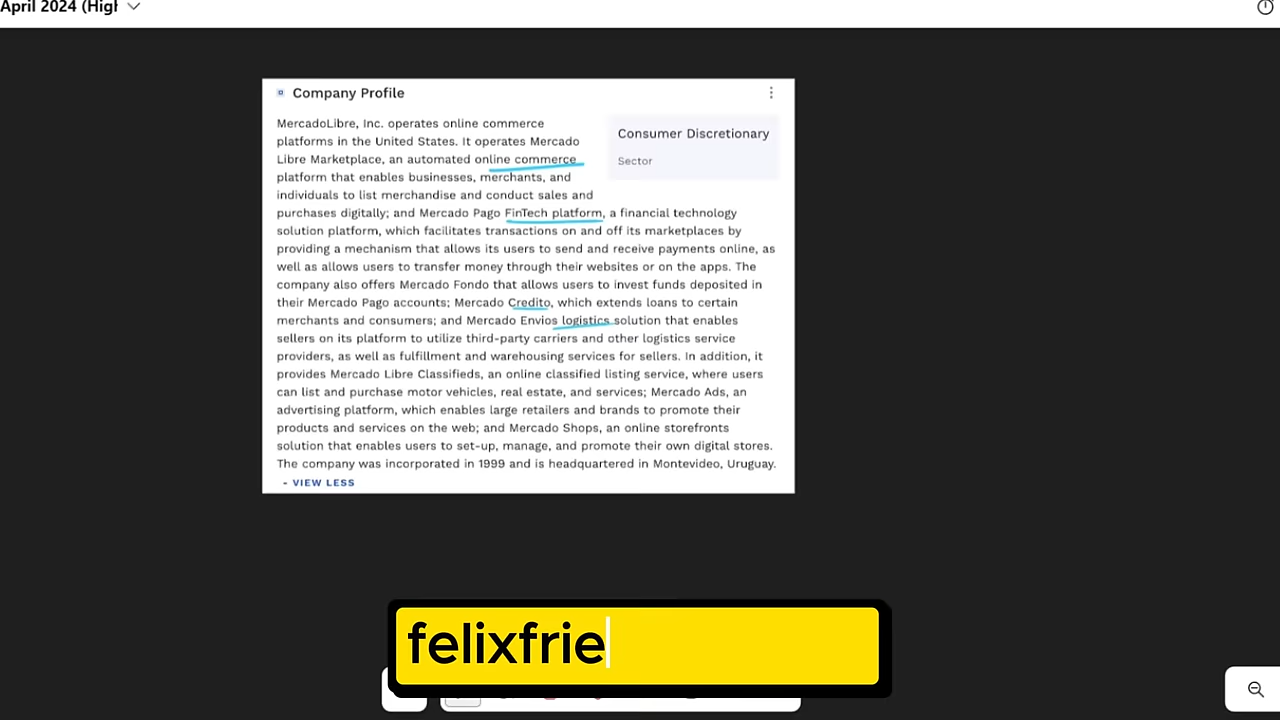 April 2024 (High
Company Profile
MercadoLibre, Inc. operates online commerce
platforms in the United States. It operates Mercado
Libre Marketplace, an automated online commerce
platform that enables businesses, merchants, and
individuals to list merchandise and conduct sales and
purchases digitally; and Mercado Pago FinTech platform, a financial technology
solution platform, which facilitates transactions on and off its marketplaces by
providing a mechanism that allows its users to send and receive payments online, as
well as allows users to transfer money through their websites or on the apps. The
company also offers Mercado Fondo that allows users to invest funds deposited in
their Mercado Pago accounts; Mercado Credito, which extends loans to certain
merchants and consumers; and Mercado Envios logistics solution that enables
sellers on its platform to utilize third-party carriers and other logistics service
providers, as well as fulfillment and warehousing services for sellers. In addition, it
provides Mercado Libre Classifieds, an online classified listing service, where users
can list and purchase motor vehicles, real estate, and services; Mercado Ads, an
advertising platform, which enables large retailers and brands to promote their
products and services on the web; and Mercado Shops, an online storefronts
solution that enables users to set-up, manage, and promote their own digital stores.
The company was incorporated in 1999 and is headquartered in Montevideo, Uruguay.
- VIEW LESS
Consumer Discretionary
Sector
felixfrie